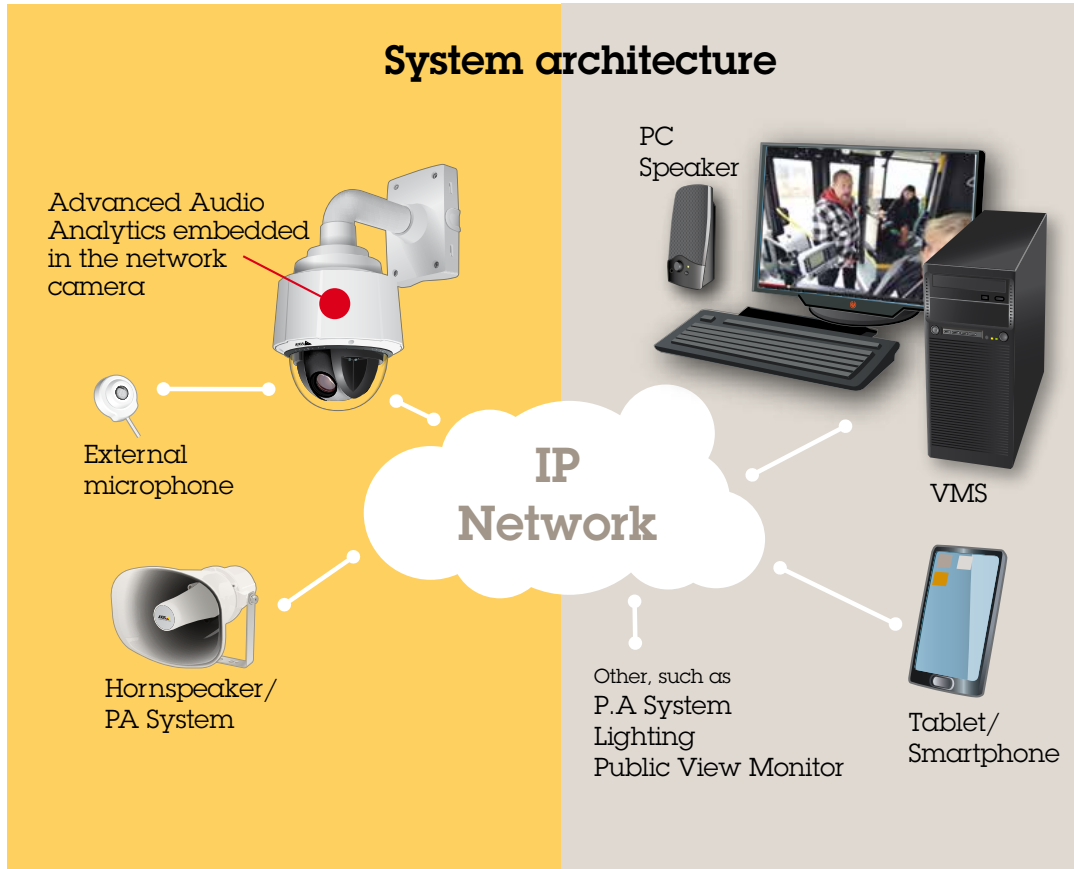 System architecture
Advanced Audio
Analytics embedded
in the network
camera
External
microphone
Hornspeaker/
PA System
IP
Network
PC
Speaker
VMS
Other, such as
P.A System
Lighting
Public View Monitor
Tablet/
Smartphone